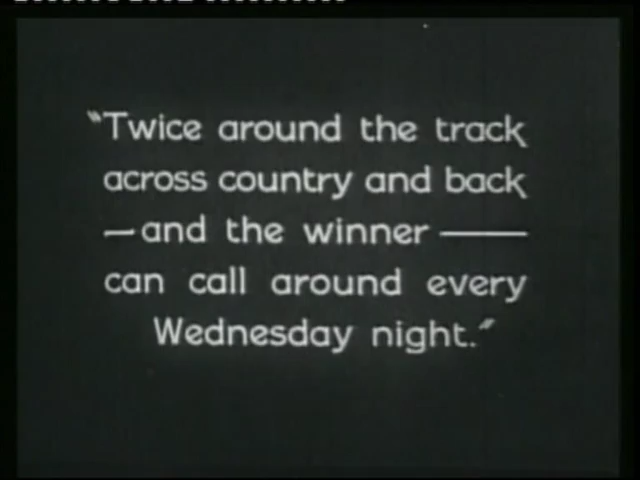 "Twice around the track
across country and back
— and the winner ——
can call around every
Wednesday night."